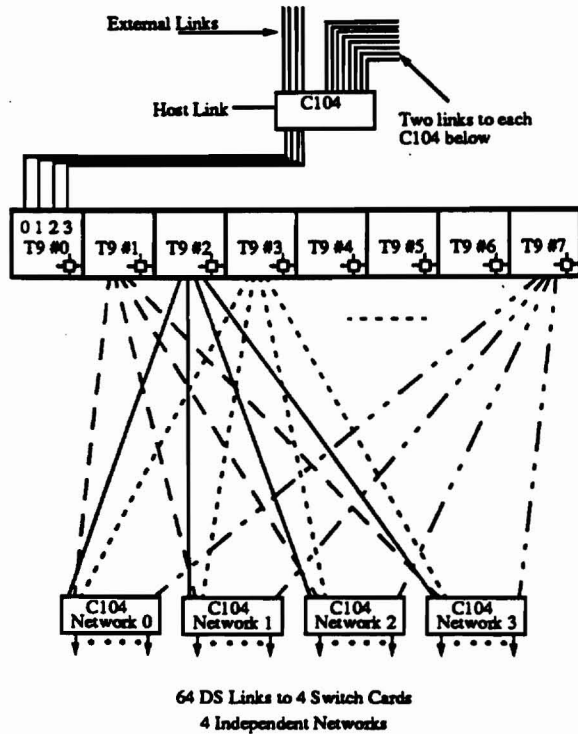 External Links
C104
Host Link
Two links to each
C104 below
0 1 2 3
T9 #0
T9 #1
T9 #2
T9 #3
T9 #4
T9 #5
T9 #6
T9 #7
C104
Network 0
C104
Network 1
C104
Network 2
C104
Network 3
64 DS Links to 4 Switch Cards
4 Independent Networks